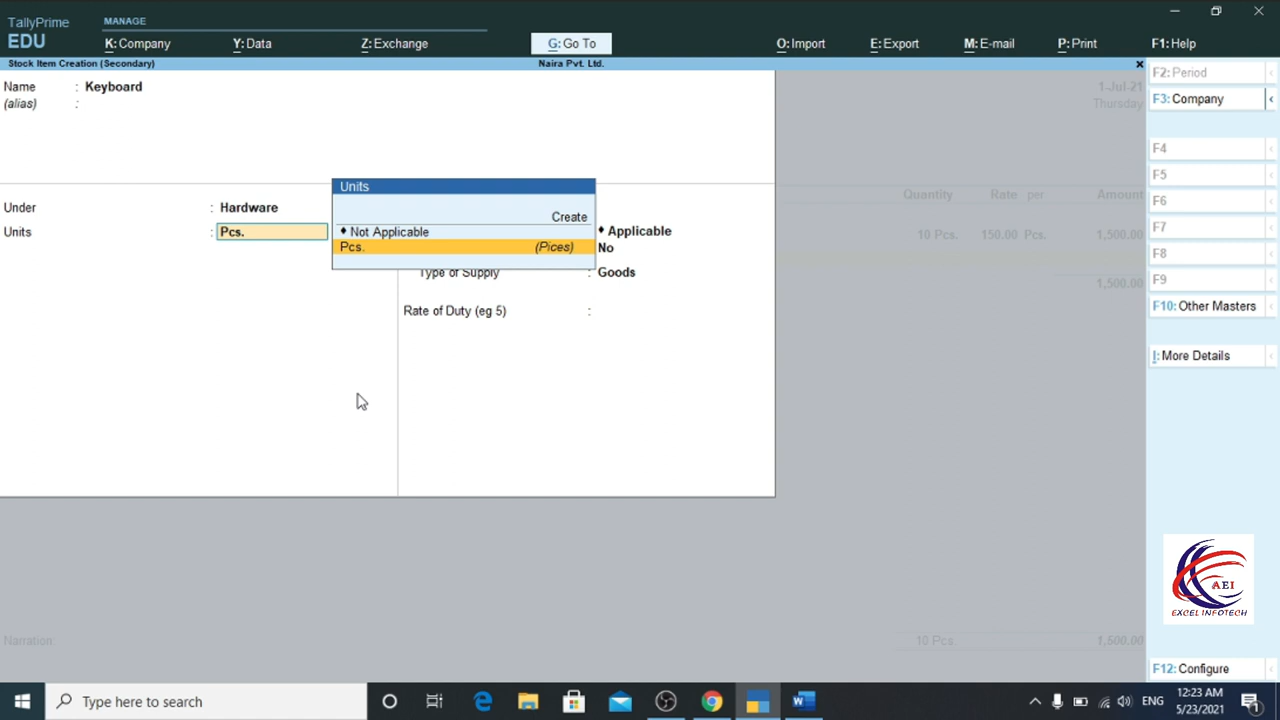 TallyPrime
EDU
MANAGE
K: Company
Y: Data
Z: Exchange
G: Go To
O: Import
E: Export
M: E-mail
P: Print
F1: Help
Stock Item Creation (Secondary)
Naira Pvt. Ltd.
Name : Keyboard
(alias) :
1-Jul-21
Thursday
Under : Hardware
Units : Pcs.
Units
Create
♦ Not Applicable
Pcs. (Pices)
♦ Applicable
No
Type of Supply : Goods
Rate of Duty (eg 5) :
Quantity Rate per Amount
10 Pcs. 150.00 Pcs. 1,500.00
1,500.00
Narration:
10 Pcs. 1,500.00
F2: Period
F3: Company
F4
F5
F6
F7
F8
F9
F10: Other Masters
I: More Details
AEI
EXCEL INFOTECH
F12: Configure
Type here to search
ENG
12:23 AM
5/23/2021
1